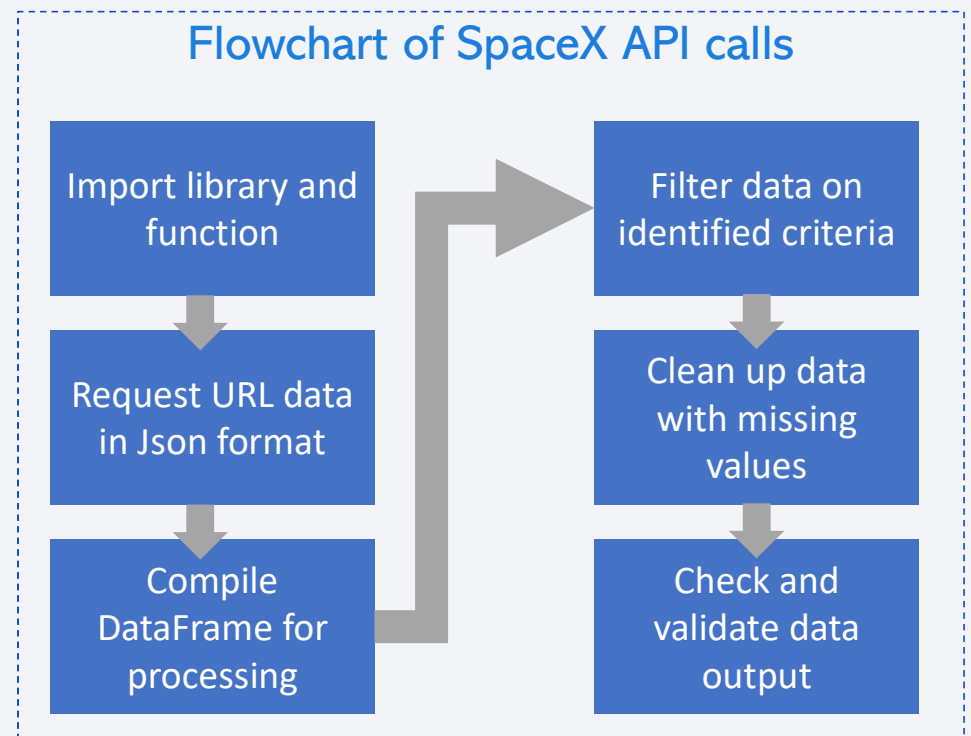 Flowchart of SpaceX API calls
Import library and
function
Request URL data
in Json format
Compile
DataFrame for
processing
Filter data on
identified criteria
Clean up data
with missing
values
Check and
validate data
output